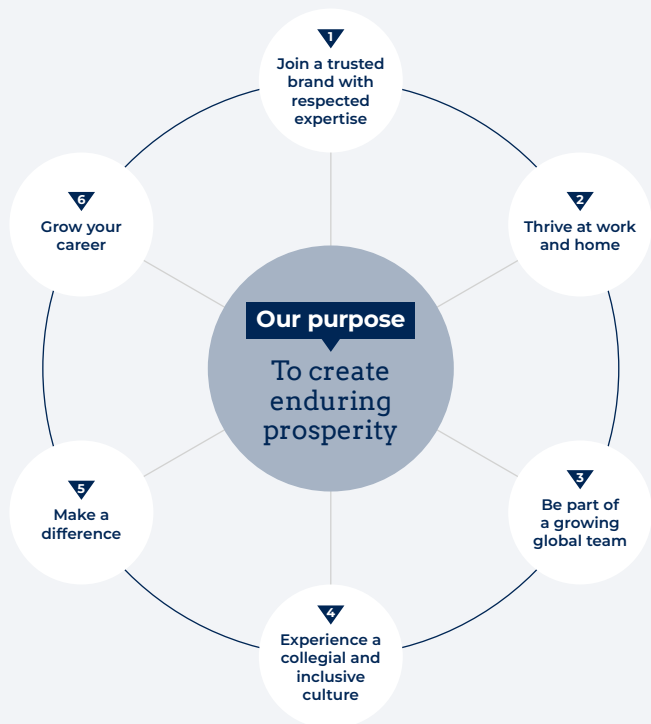 1
Join a trusted
brand with
respected
expertise
2
Thrive at work
and home
3
Be part of
a growing
global team
4
Experience a
collegial and
inclusive
culture
5
Make a
difference
6
Grow your
career
Our purpose
To create
enduring
prosperity